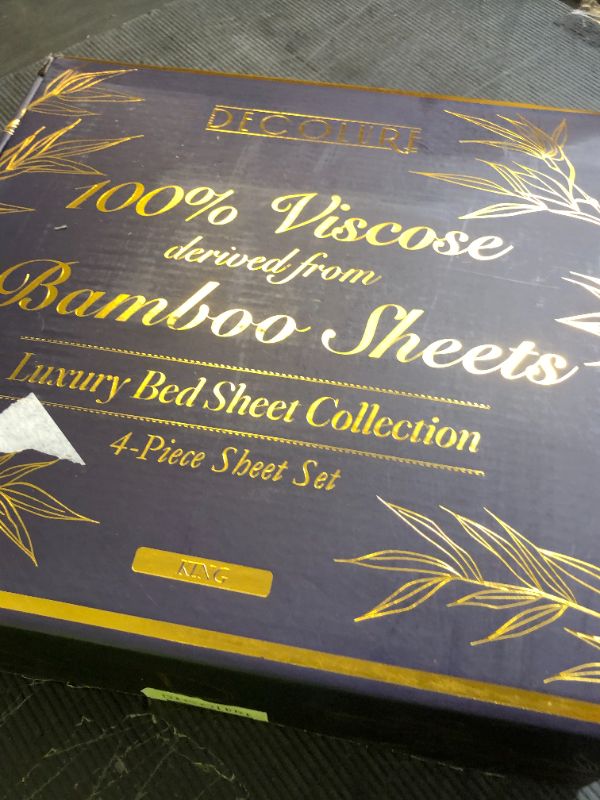 DECOLURE
100% Viscose
derived from
Bamboo Sheets
Luxury Bed Sheet Collection
4-Piece Sheet Set
KING